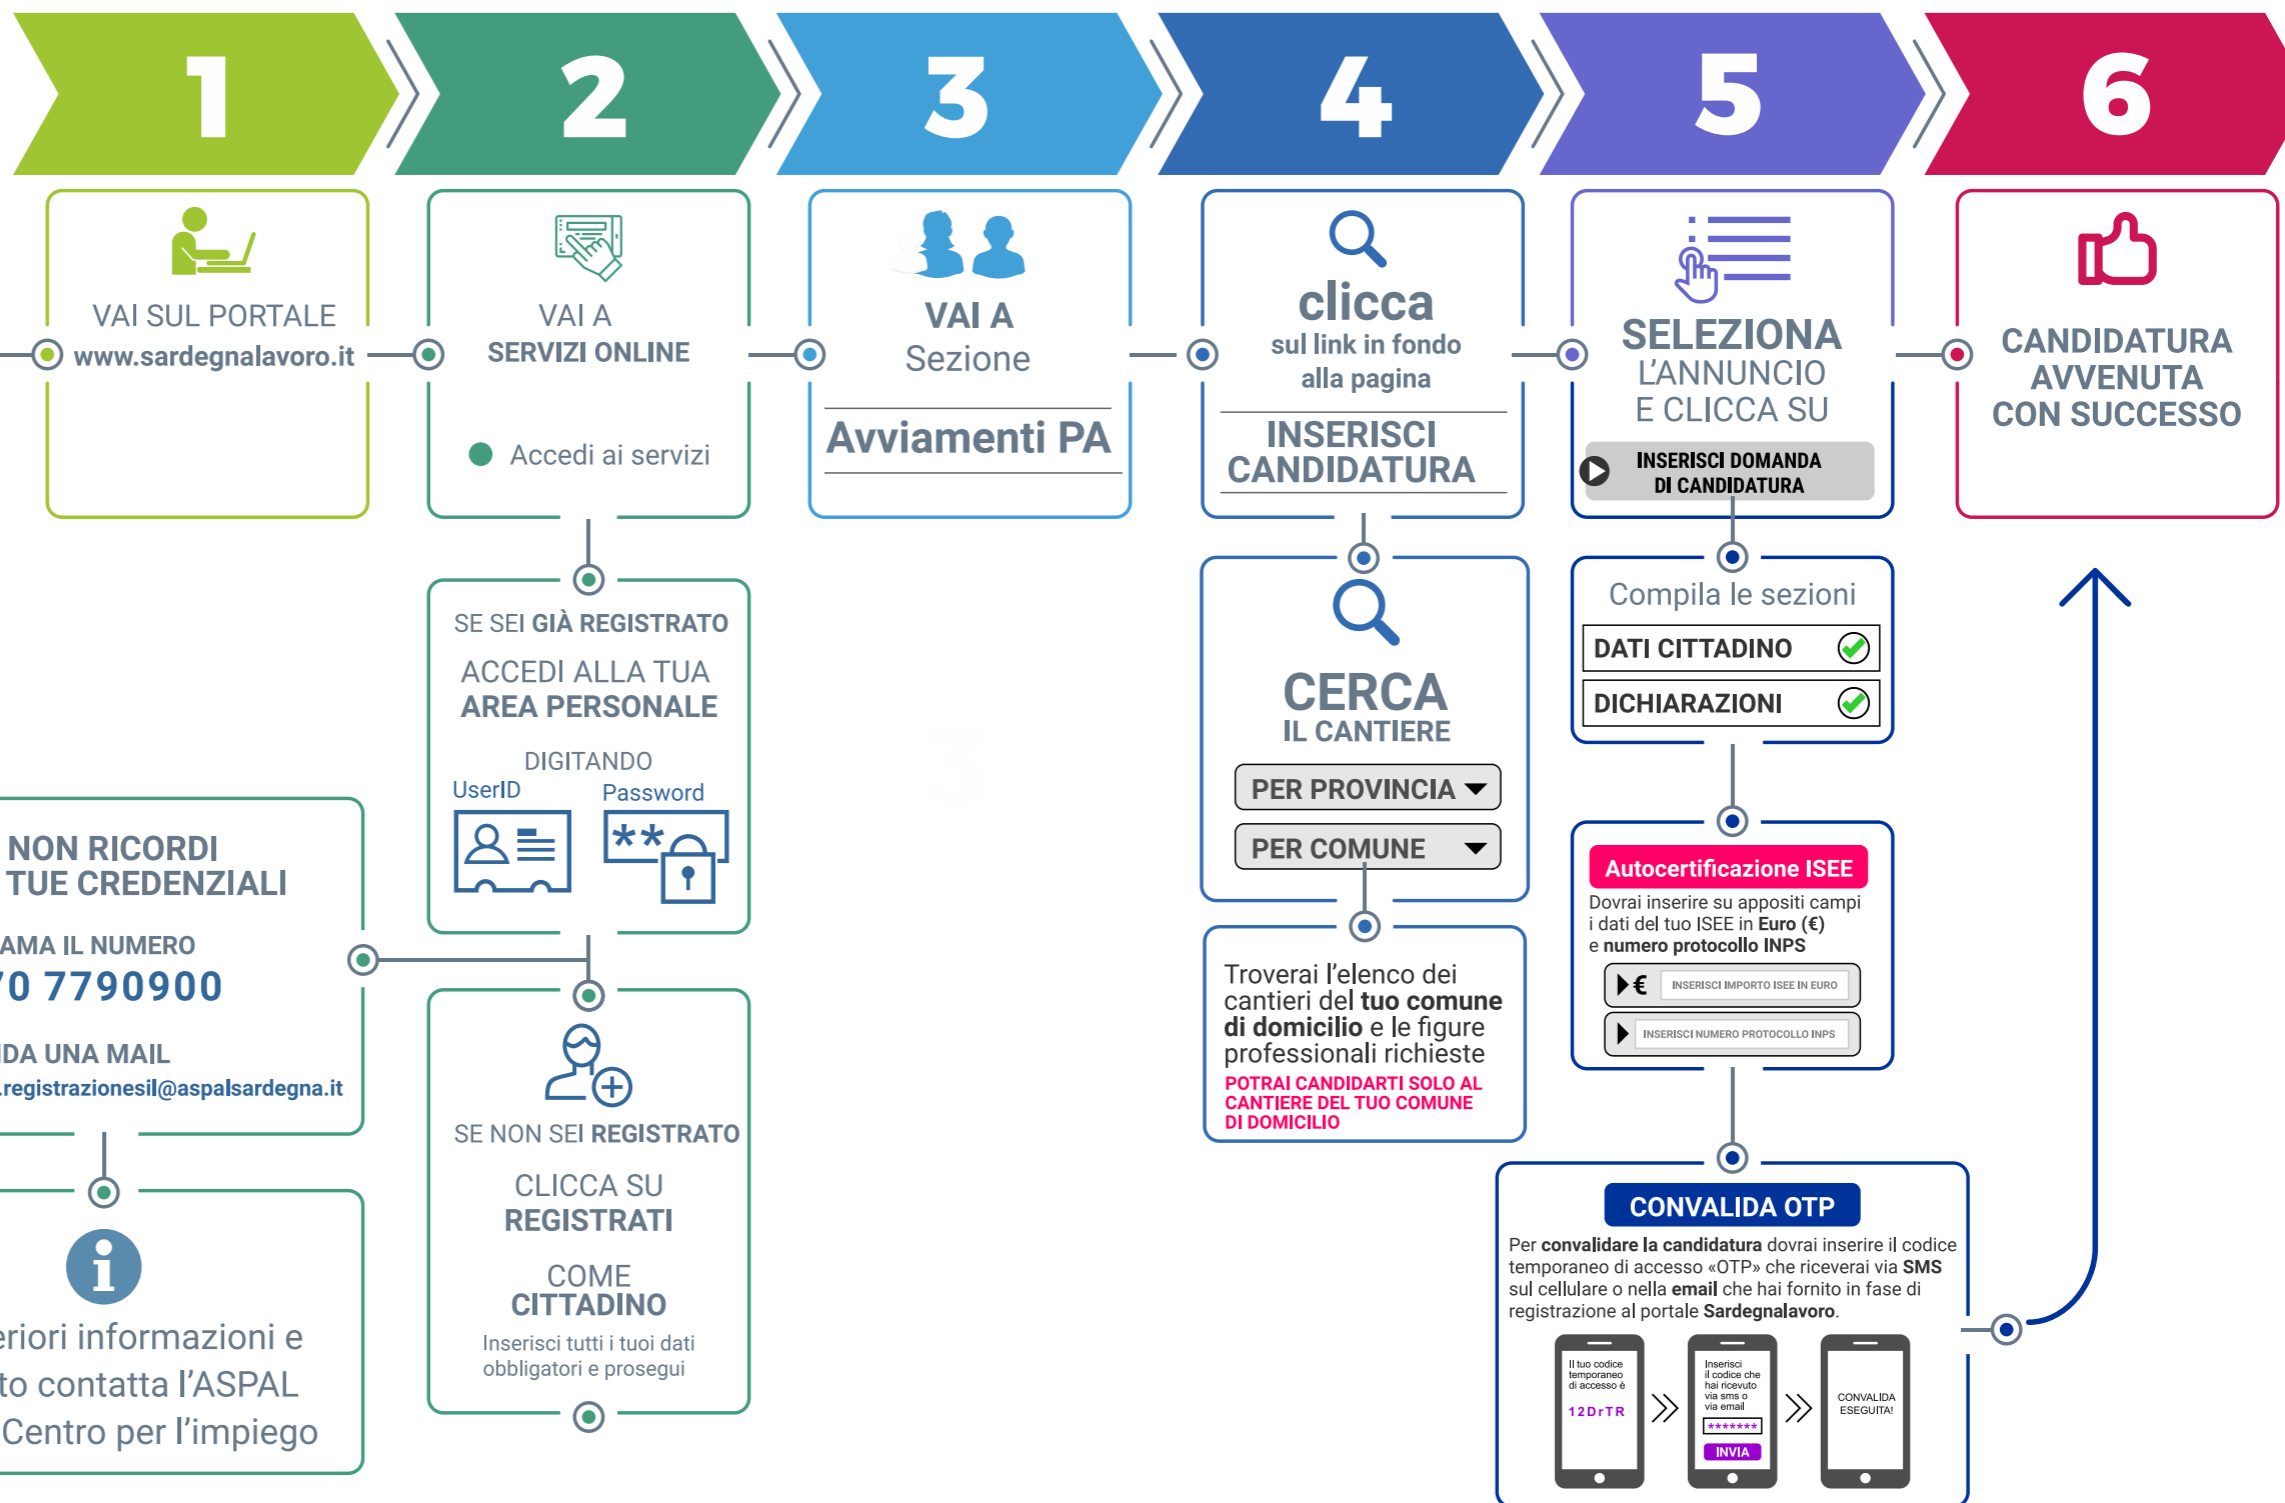 1
2
3
4
5
6
VAI SUL PORTALE
www.sardegnalavoro.it
VAI A
SERVIZI ONLINE
Accedi ai servizi
SE SEI GIÀ REGISTRATO
ACCEDI ALLA TUA
AREA PERSONALE
DIGITANDO
UserID
Password
**
NON RICORDI
TUE CREDENZIALI
IL NUMERO
7790900
UNA MAIL
.registrazionesil@aspalsardegna.it
informazioni e
contatta l'ASPAL
Centro per l'impiego
SE NON SEI REGISTRATO
CLICCA SU
REGISTRATI
COME
CITTADINO
Inserisci tutti i tuoi dati
obbligatori e prosegui
VAI A
Sezione
Avviamenti PA
clicca
sul link in fondo
alla pagina
INSERISCI
CANDIDATURA
CERCA
IL CANTIERE
PER PROVINCIA
PER COMUNE
Troverai l'elenco dei
cantieri del tuo comune
di domicilio e le figure
professionali richieste
POTRAI CANDIDARTI SOLO AL
CANTIERE DEL TUO COMUNE
DI DOMICILIO
SELEZIONA
L'ANNUNCIO
E CLICCA SU
INSERISCI DOMANDA
DI CANDIDATURA
Compila le sezioni
DATI CITTADINO
DICHIARAZIONI
Autocertificazione ISEE
Dovrai inserire su appositi campi
i dati del tuo ISEE in Euro (€)
e numero protocollo INPS
€ INSERISCI IMPORTO ISEE IN EURO
INSERISCI NUMERO PROTOCOLLO INPS
CONVALIDA OTP
Per convalidare la candidatura dovrai inserire il codice
temporaneo di accesso «OTP» che riceverai via SMS
sul cellulare o nella email che hai fornito in fase di
registrazione al portale Sardegnalavoro.
Il tuo codice
temporaneo
di accesso è
12DrTR
Inserisci
il codice che
hai ricevuto
via sms o
via email
*******
INVIA
CONVALIDA
ESEGUITA!
CANDIDATURA
AVVENUTA
CON SUCCESSO